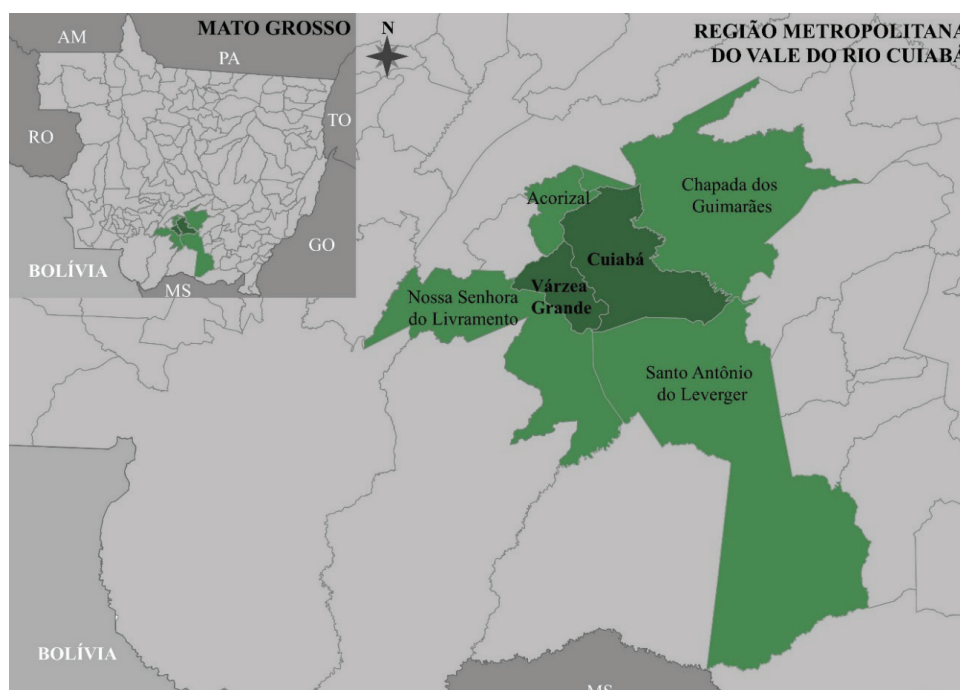 MATO GROSSO
AM
PA
RO
TO
GO
BOLÍVIA
MS
N
REGIÃO METROPOLITANA
DO VALE DO RIO CUIABÁ
Acorizal
Chapada dos
Guimarães
Cuiabá
Várzea
Grande
Nossa Senhora
do Livramento
Santo Antônio
do Leverger
BOLÍVIA
MS